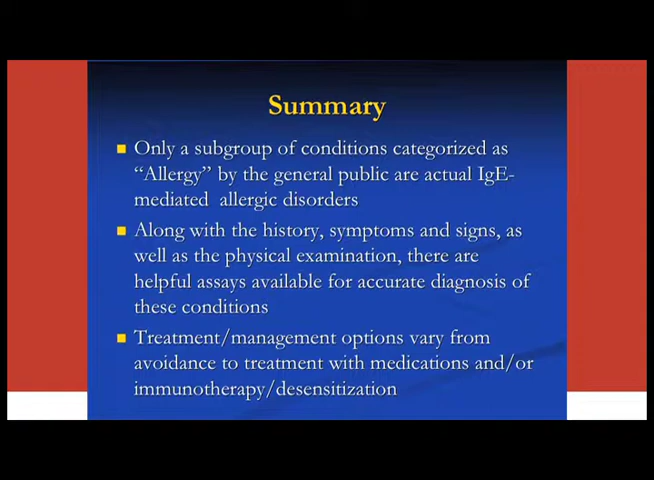 Summary
Only a subgroup of conditions categorized as
“Allergy” by the general public are actual IgE-
mediated allergic disorders
Along with the history, symptoms and signs, as
well as the physical examination, there are
helpful assays available for accurate diagnosis of
these conditions
Treatment/management options vary from
avoidance to treatment with medications and/or
immunotherapy/desensitization